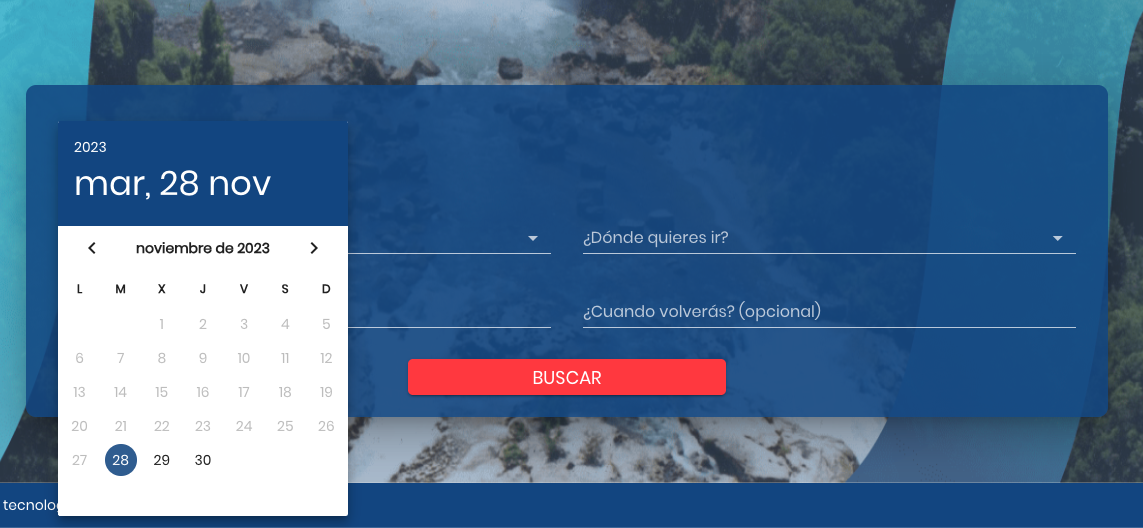 2023
mar, 28 nov
noviembre de 2023
L M X J V S D
1 2 3 4 5
6 7 8 9 10 11 12
13 14 15 16 17 18 19
20 21 22 23 24 25 26
27 28 29 30
¿Dónde quieres ir?
¿Cuando volverás? (opcional)
BUSCAR